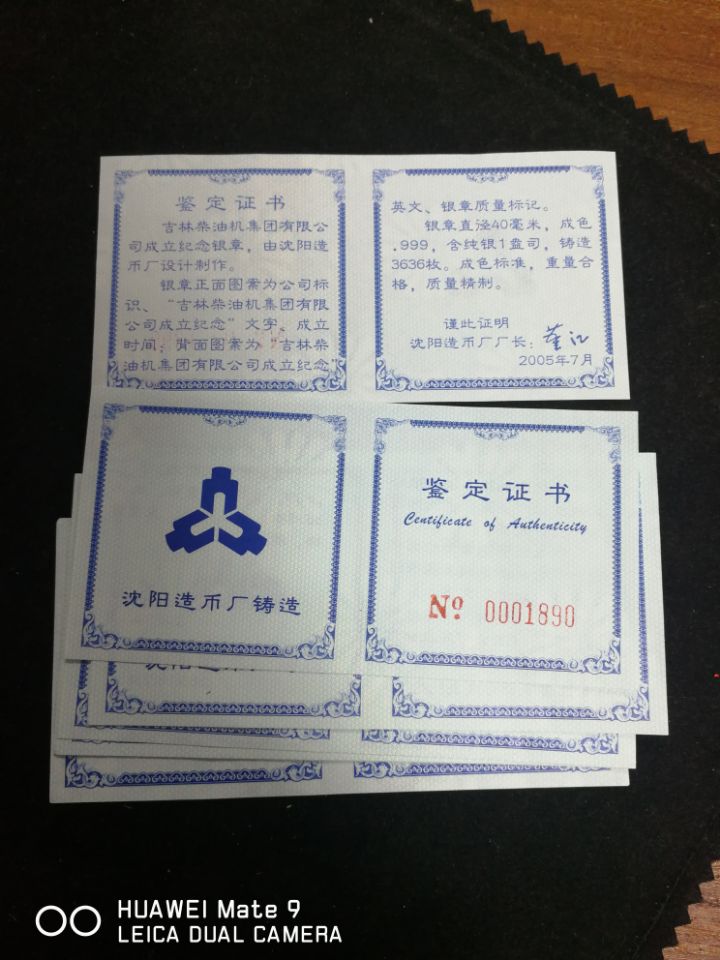 鉴定证书
吉林柴油机集团有限公
司成立纪念银章，由沈阳造
币厂设计制作。
银章正面图案为公司标
识、“吉林柴油机集团有限
公司成立纪念”文字、成立
时间；背面图案为“吉林柴
油机集团有限公司成立纪念”
英文、银章质量标记。
银章直径40毫米，成色
.999，含纯银1盎司，铸造
3636枚。成色标准，重量合
格，质量精制。
谨此证明
沈阳造币厂厂长：
2005年7月
沈阳造币厂铸造
鉴定证书
Certificate of Authenticity
Nº 0001890
沈阳造币厂铸造
HUAWEI Mate 9
LEICA DUAL CAMERA